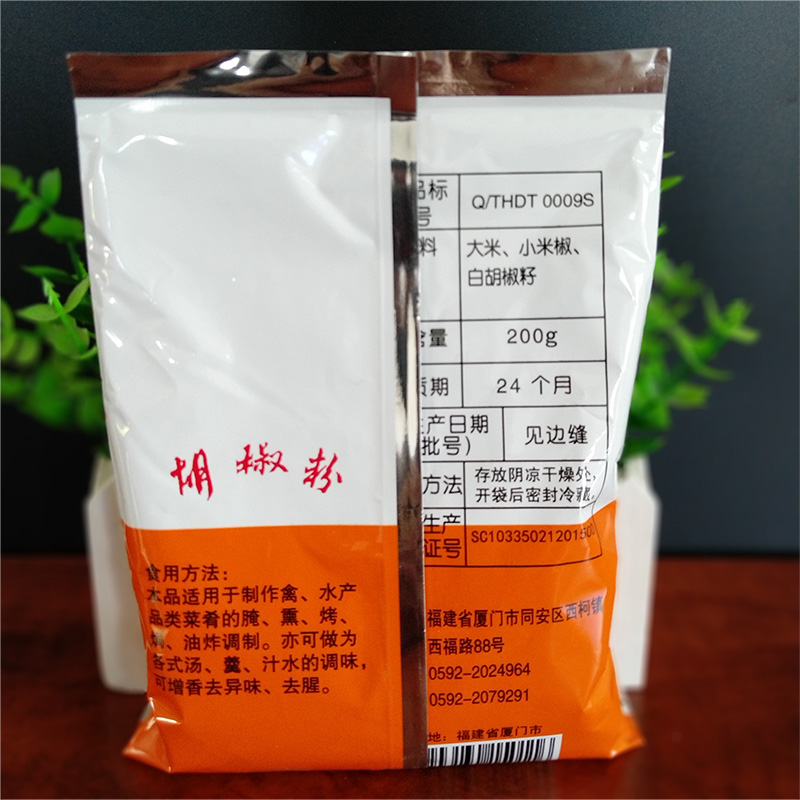 胡椒粉
食用方法:
本品适用于制作禽、水产
品类菜肴的腌、熏、烤、
、油炸调制。亦可做为
各式汤、羹、汁水的调味,
可增香去异味、去腥。
品标
号
Q/THDT 0009S
料
大米、小米椒、
白胡椒籽
含量
200g
质期
24 个月
生产日期
批号)
见边缝
方法
存放阴凉干燥处,
开袋后密封冷藏。
生产
证号
SC10335021201500
福建省厦门市同安区西柯镇
西福路88号
0592-2024964
0592-2079291
地: 福建省厦门市